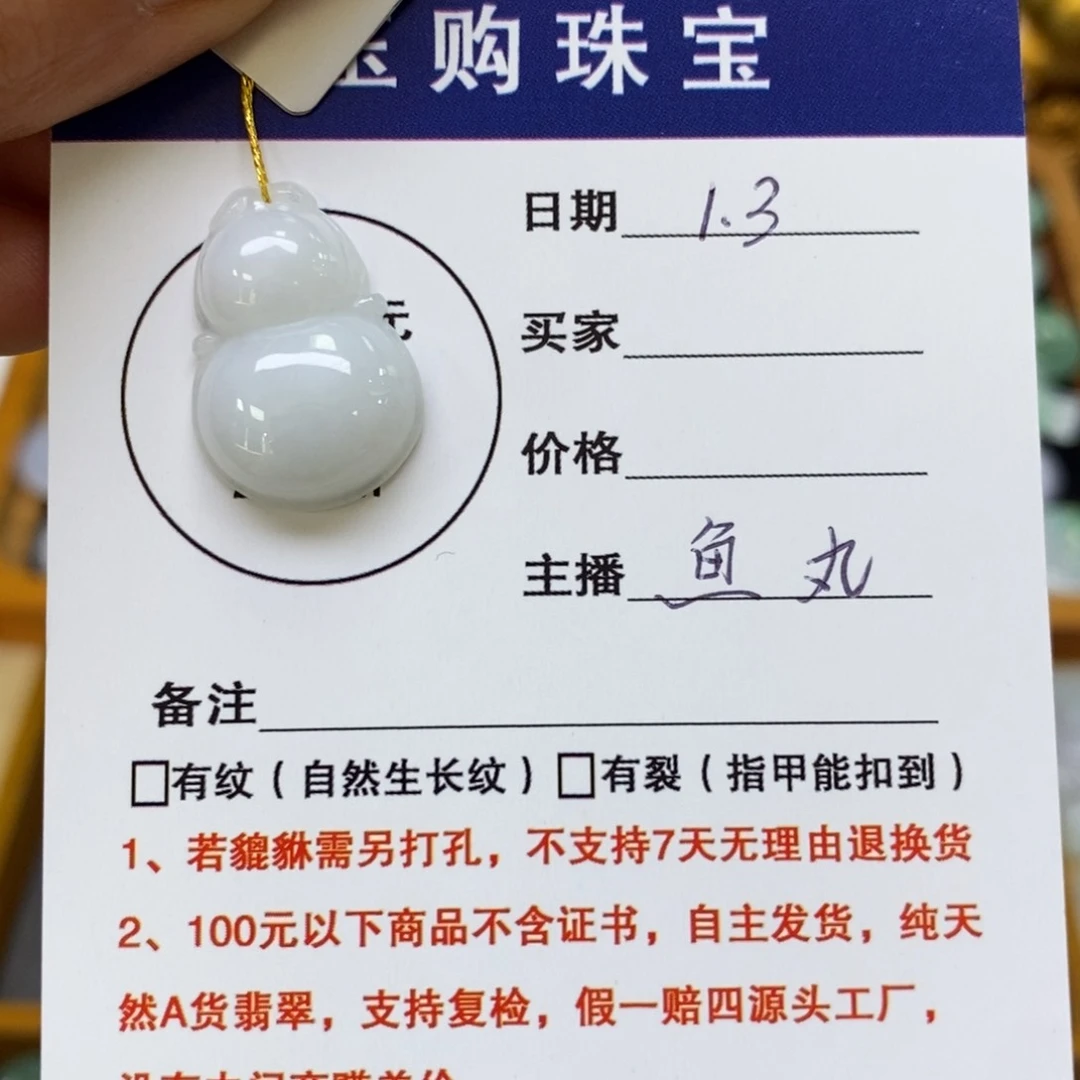 购珠宝
元
日期 1.3
买家
价格
主播 鱼丸
备注
□有纹（自然生长纹）□有裂（指甲能扣到）
1、若貔貅需另打孔，不支持7天无理由退换货
2、100元以下商品不含证书，自主发货，纯天
然A货翡翠，支持复检，假一赔四源头工厂，